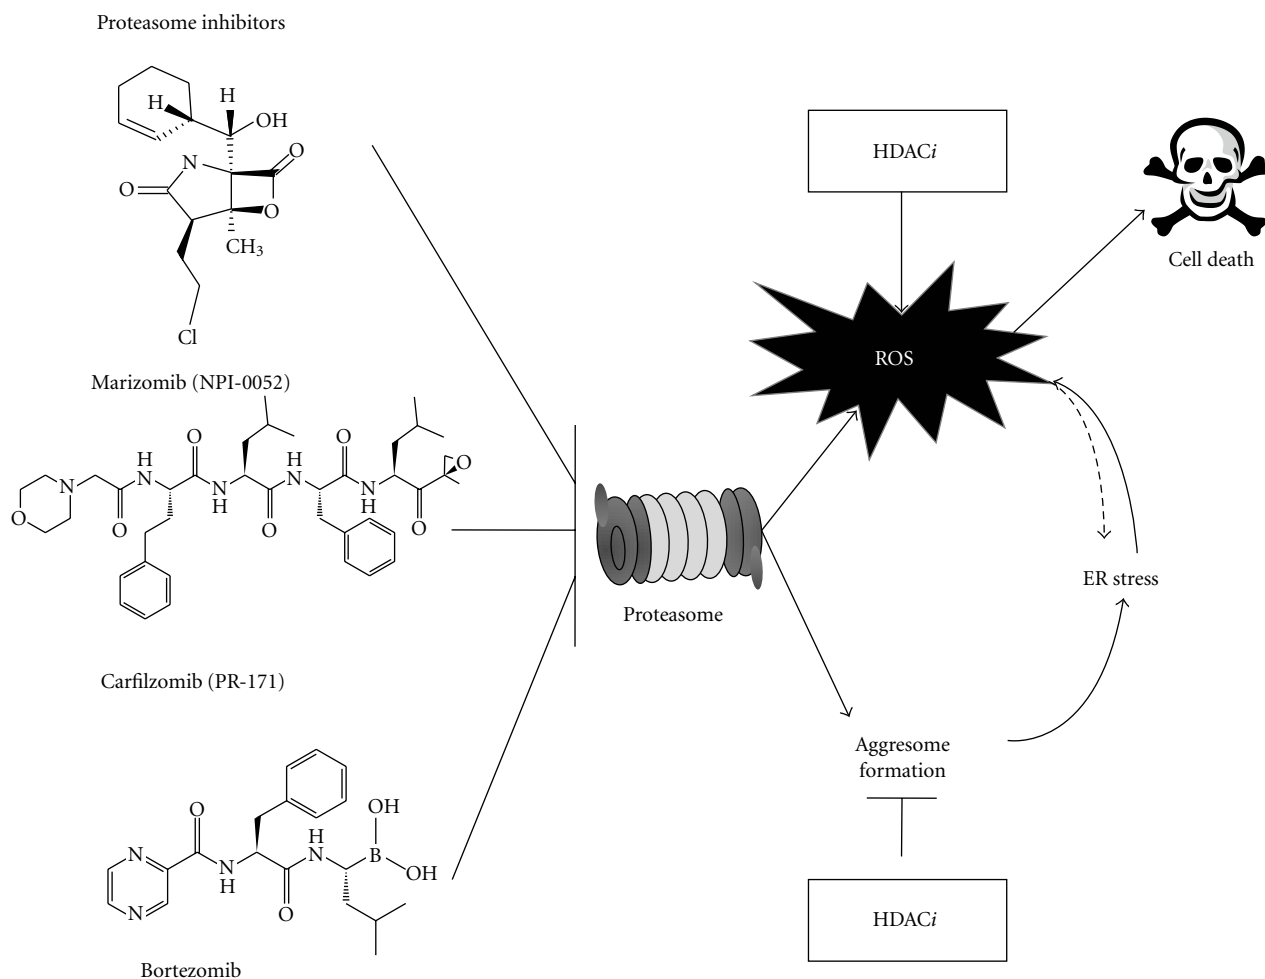 Proteasome inhibitors
H
H
OH
N
O
O
O
CH3
Cl
Marizomib (NPI-0052)
O
O
H
N
H
N
N
O
N
H
N
H
O
O
O
O
Carfilzomib (PR-171)
O
OH
H
N
B
N
N
H
OH
N
O
Bortezomib
Proteasome
HDACi
ROS
Cell death
ER stress
Aggresome
formation
HDACi